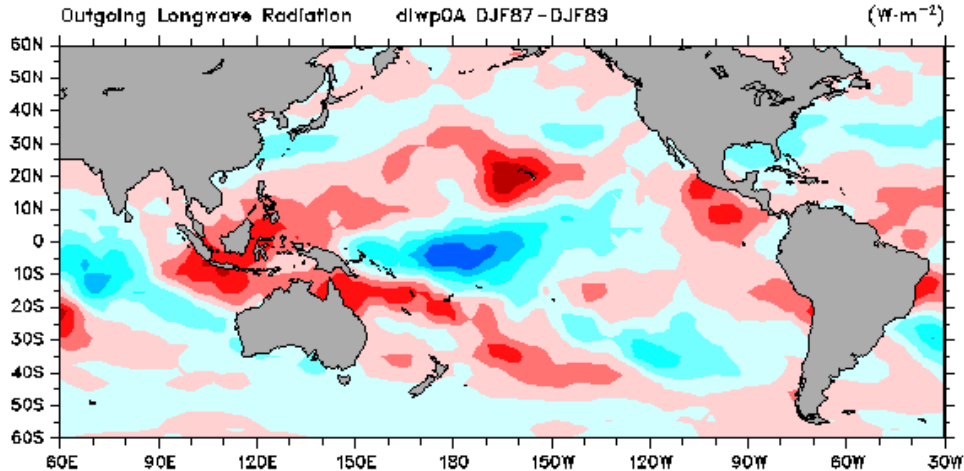 Outgoing Longwave Radiation dlwp0A DJF87-DJF89 (W·m⁻²)
60N
50N
40N
30N
20N
10N
0
10S
20S
30S
40S
50S
60S
60E 90E 120E 150E 180 150W 120W 90W 60W 30W